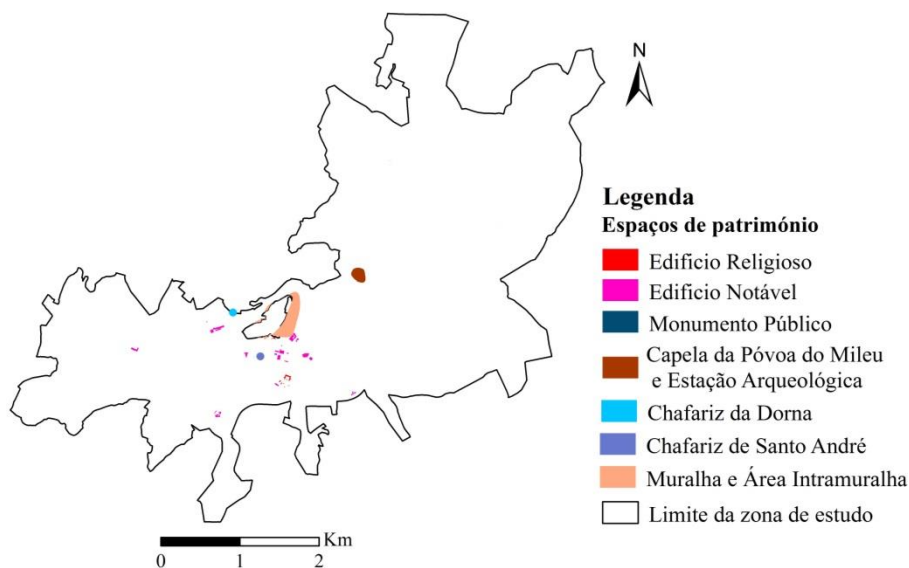 N
Legenda
Espaços de património
Edifício Religioso
Edifício Notável
Monumento Público
Capela da Póvoa do Mileu
e Estação Arqueológica
Chafariz da Dorna
Chafariz de Santo André
Muralha e Área Intramuralha
Limite da zona de estudo
Km
0 1 2